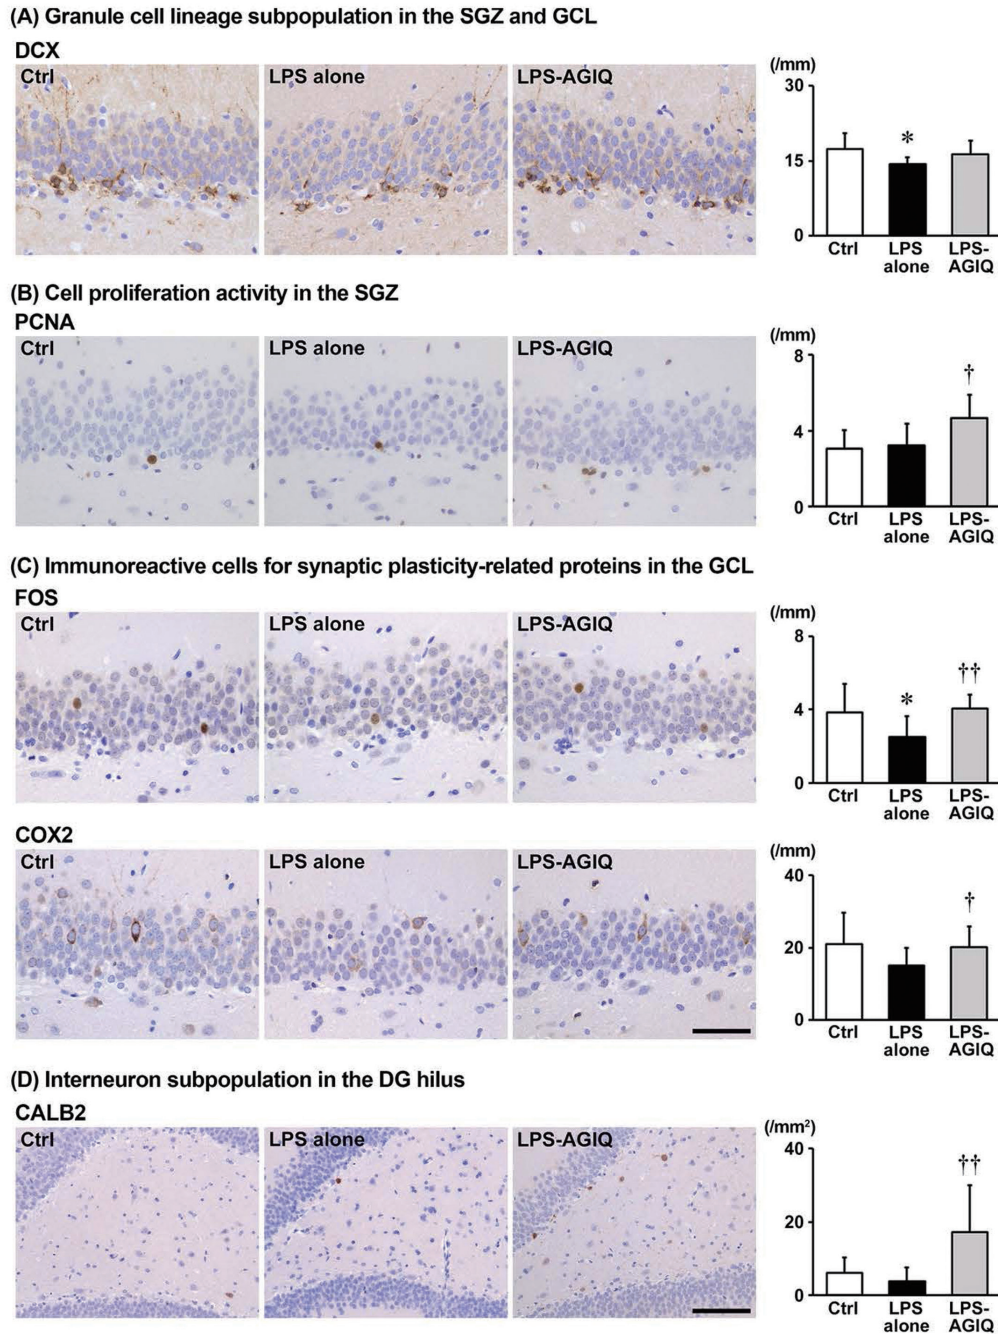 (A) Granule cell lineage subpopulation in the SGZ and GCL
DCX
Ctrl
LPS alone
LPS-AGIQ
(/mm)
30
*
15
0
Ctrl
LPS alone
LPS-AGIQ
(B) Cell proliferation activity in the SGZ
PCNA
Ctrl
LPS alone
LPS-AGIQ
(/mm)
8
†
4
0
Ctrl
LPS alone
LPS-AGIQ
(C) Immunoreactive cells for synaptic plasticity-related proteins in the GCL
FOS
Ctrl
LPS alone
LPS-AGIQ
(/mm)
8
††
*
4
0
Ctrl
LPS alone
LPS-AGIQ
COX2
Ctrl
LPS alone
LPS-AGIQ
(/mm)
40
†
20
0
Ctrl
LPS alone
LPS-AGIQ
(D) Interneuron subpopulation in the DG hilus
CALB2
Ctrl
LPS alone
LPS-AGIQ
(/mm²)
40
††
20
0
Ctrl
LPS alone
LPS-AGIQ